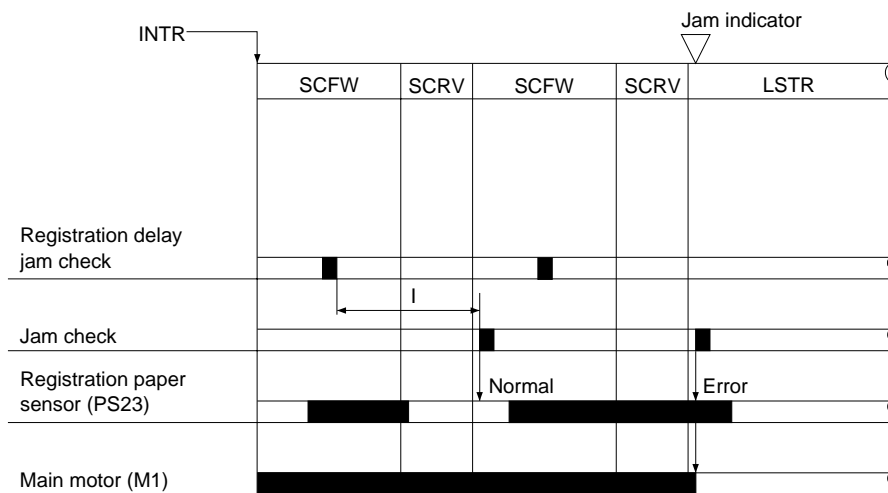 Jam indicator
INTR
SCFW SCRV SCFW SCRV LSTR
Registration delay
jam check
I
Jam check
Registration paper
sensor (PS23)
Normal
Error
Main motor (M1)